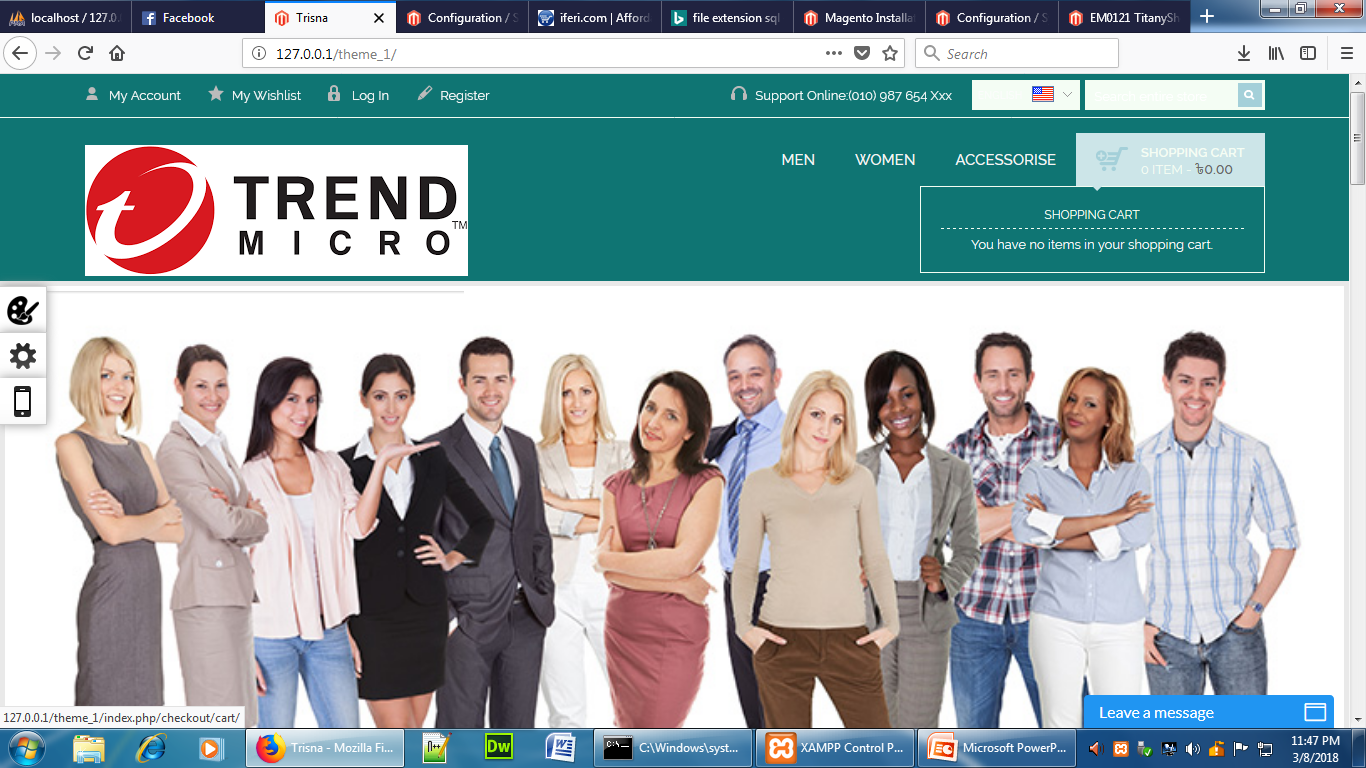 localhost / 127.0.
Facebook
Trisna
Configuration / S
iferi.com | Afford
file extension sql
Magento Installa
Configuration / S
EM0121 TitanySh
127.0.0.1/theme_1/
Search
My Account
My Wishlist
Log In
Register
Support Online:(010) 987 654 Xxx
MEN
WOMEN
ACCESSORISE
SHOPPING CART
0 ITEM - ৳0.00
SHOPPING CART
You have no items in your shopping cart.
TREND
MICRO™
127.0.0.1/theme_1/index.php/checkout/cart/
Leave a message
Trisna - Mozilla Fi...
C:\Windows\syst...
XAMPP Control P...
Microsoft PowerP...
11:47 PM
3/8/2018